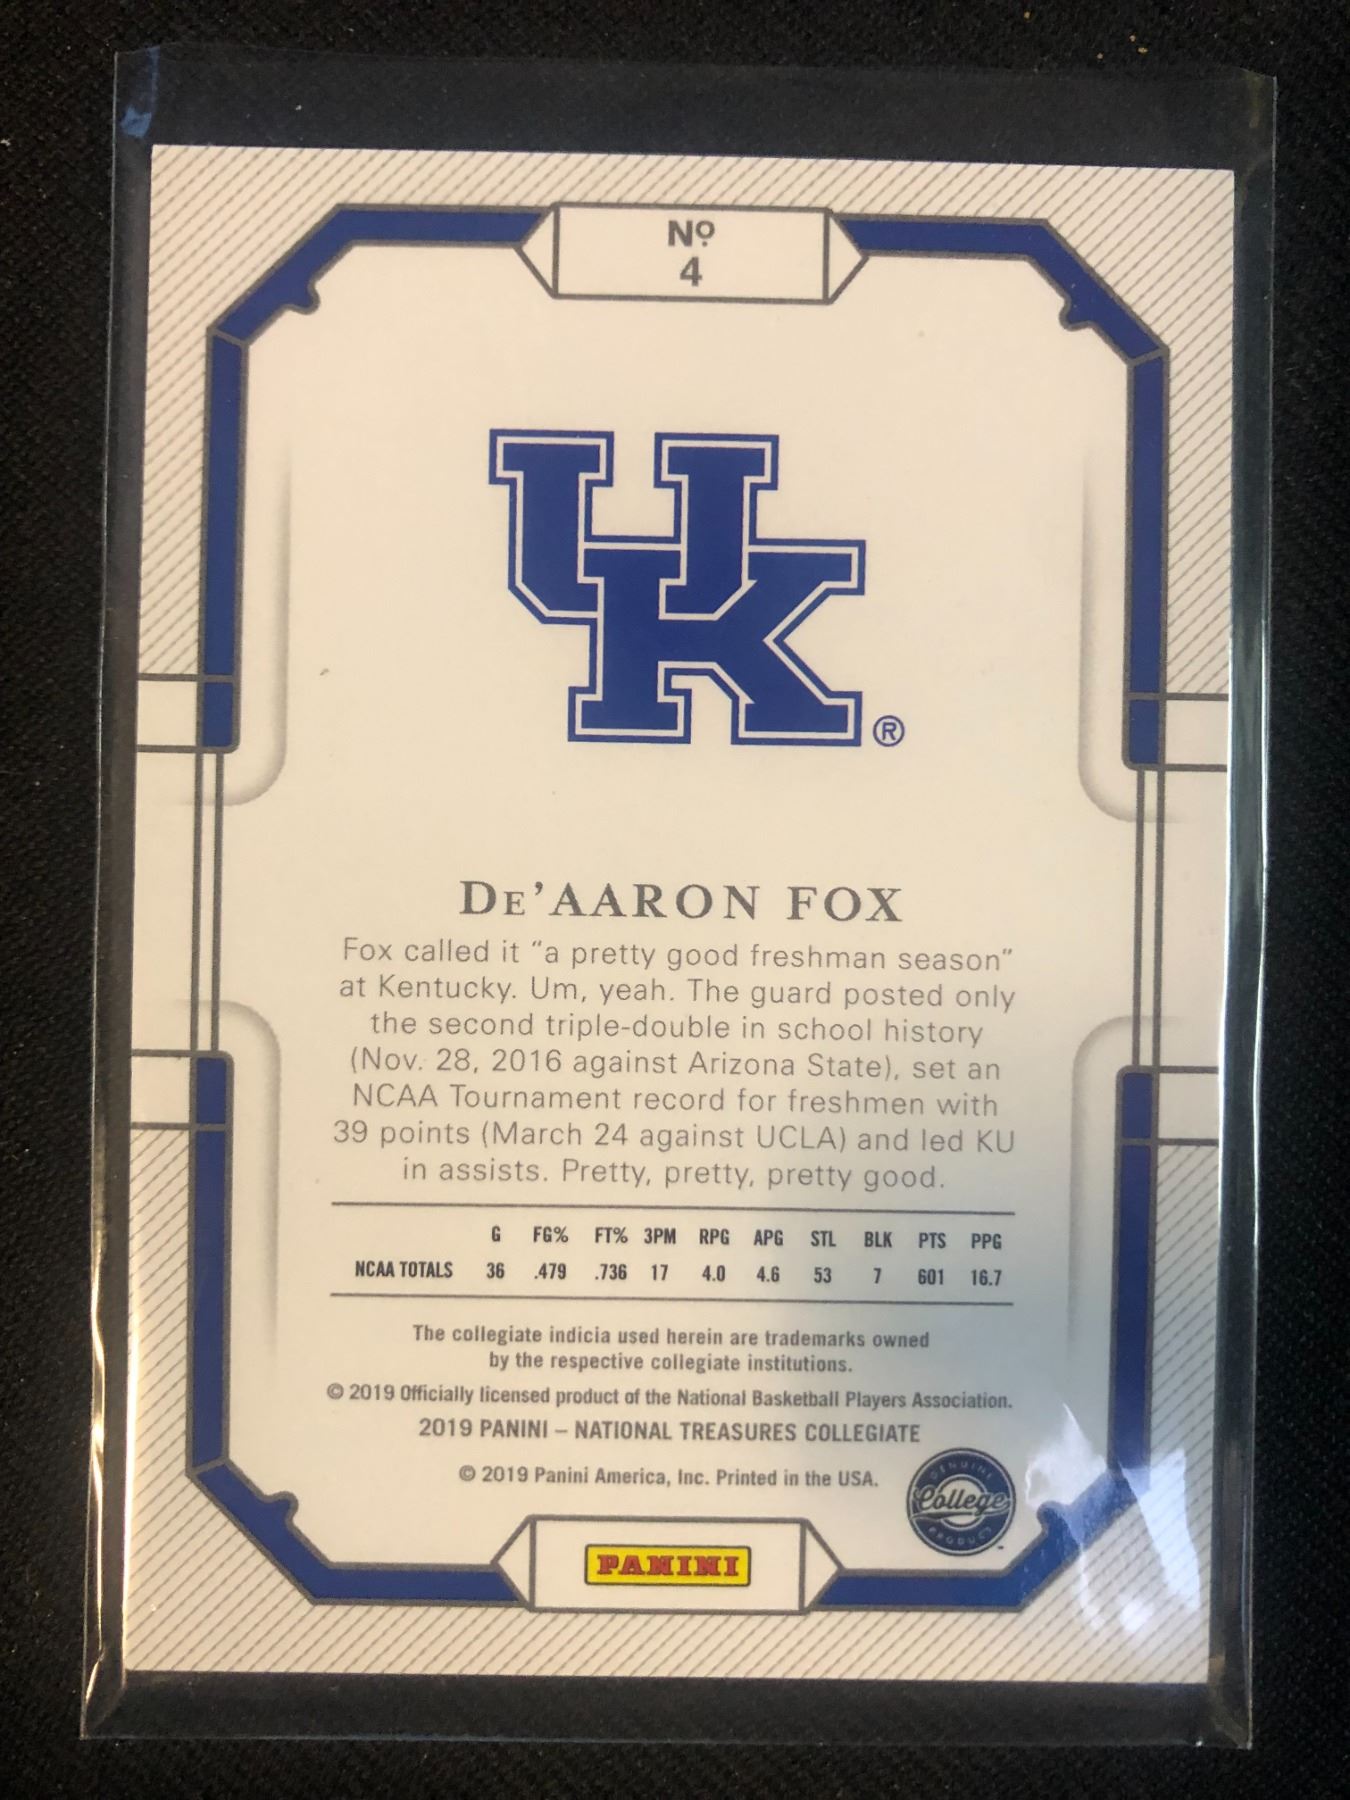 Nº
4
UK®
DE'AARON FOX
Fox called it "a pretty good freshman season"
at Kentucky. Um, yeah. The guard posted only
the second triple-double in school history
(Nov. 28, 2016 against Arizona State), set an
NCAA Tournament record for freshmen with
39 points (March 24 against UCLA) and led KU
in assists. Pretty, pretty, pretty good.
G FG% FT% 3PM RPG APG STL BLK PTS PPG
NCAA TOTALS 36 .479 .736 17 4.0 4.6 53 7 601 16.7
The collegiate indicia used herein are trademarks owned
by the respective collegiate institutions.
© 2019 Officially licensed product of the National Basketball Players Association.
2019 PANINI – NATIONAL TREASURES COLLEGIATE
© 2019 Panini America, Inc. Printed in the USA.
GENUINE
College
PRODUCT
PANINI